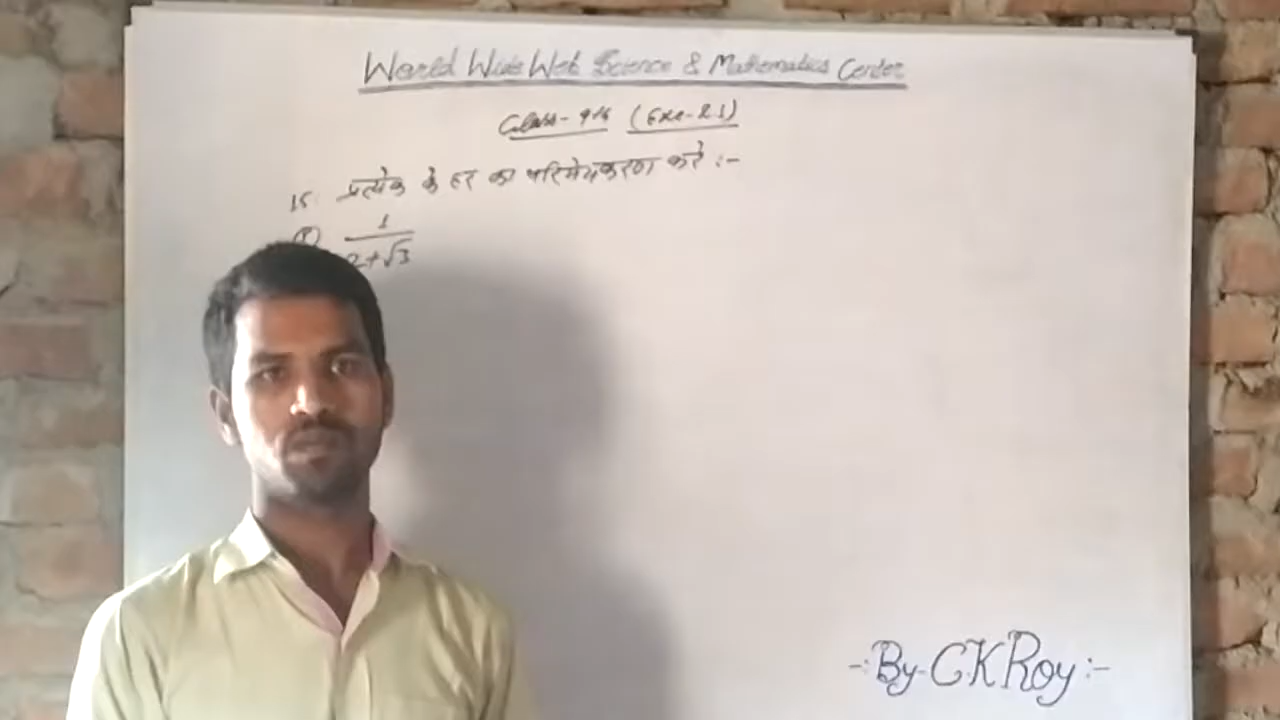 World Wide Web Science & Mathematics Center
Class-9th (Exe-2.1)
15. प्रत्येक के हर का परिमेयकरण करे :-
1
2+√3
-: By C K Roy :-